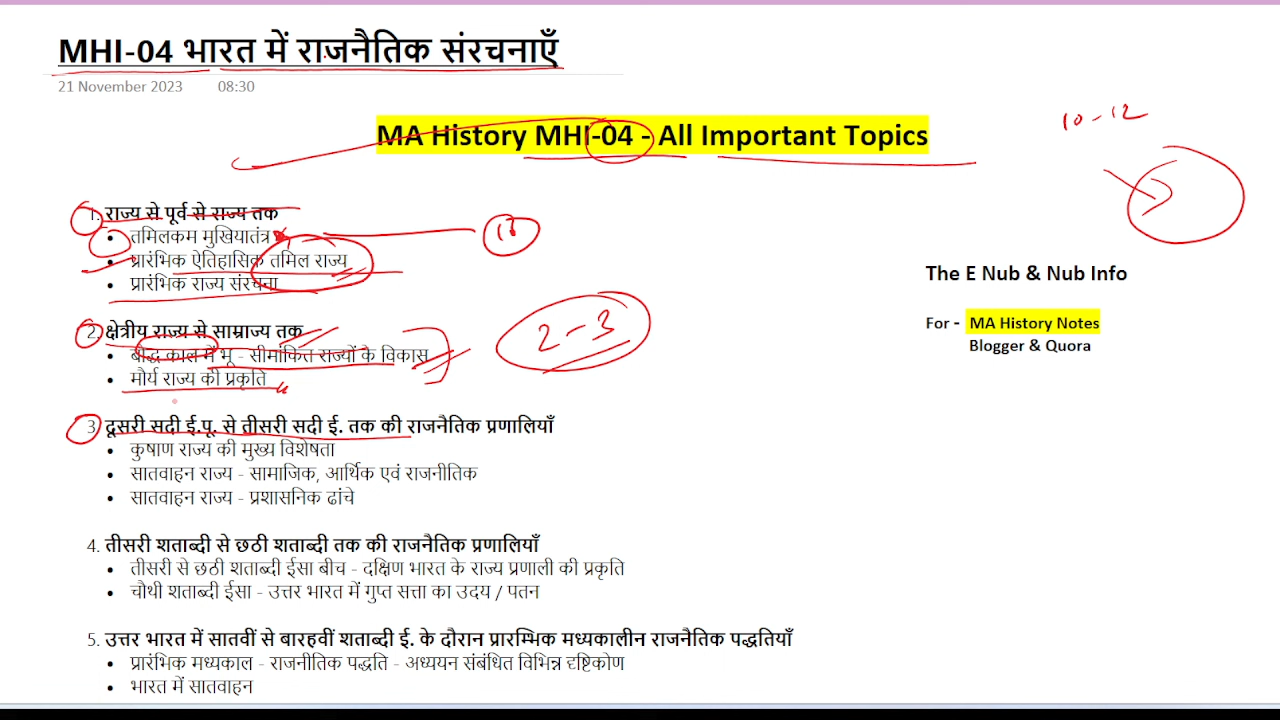 MHI-04 भारत में राजनैतिक संरचनाएँ
21 November 2023 08:30
MA History MHI-04 - All Important Topics
10-12
1. राज्य से पूर्व से राज्य तक
• तमिलकम मुखियातंत्र
• प्रारंभिक ऐतिहासिक तमिल राज्य
• प्रारंभिक राज्य संरचना
2. क्षेत्रीय राज्य से साम्राज्य तक
• बौद्ध काल में भू - सीमांकित राज्यों के विकास
• मौर्य राज्य की प्रकृति
2-3
3. दूसरी सदी ई.पू. से तीसरी सदी ई. तक की राजनैतिक प्रणालियाँ
• कुषाण राज्य की मुख्य विशेषता
• सातवाहन राज्य - सामाजिक, आर्थिक एवं राजनीतिक
• सातवाहन राज्य - प्रशासनिक ढांचे
4. तीसरी शताब्दी से छठी शताब्दी तक की राजनैतिक प्रणालियाँ
• तीसरी से छठी शताब्दी ईसा बीच - दक्षिण भारत के राज्य प्रणाली की प्रकृति
• चौथी शताब्दी ईसा - उत्तर भारत में गुप्त सत्ता का उदय / पतन
5. उत्तर भारत में सातवीं से बारहवीं शताब्दी ई. के दौरान प्रारम्भिक मध्यकालीन राजनैतिक पद्धतियाँ
• प्रारंभिक मध्यकाल - राजनीतिक पद्धति - अध्ययन संबंधित विभिन्न दृष्टिकोण
• भारत में सातवाहन
The E Nub & Nub Info
For - MA History Notes
Blogger & Quora